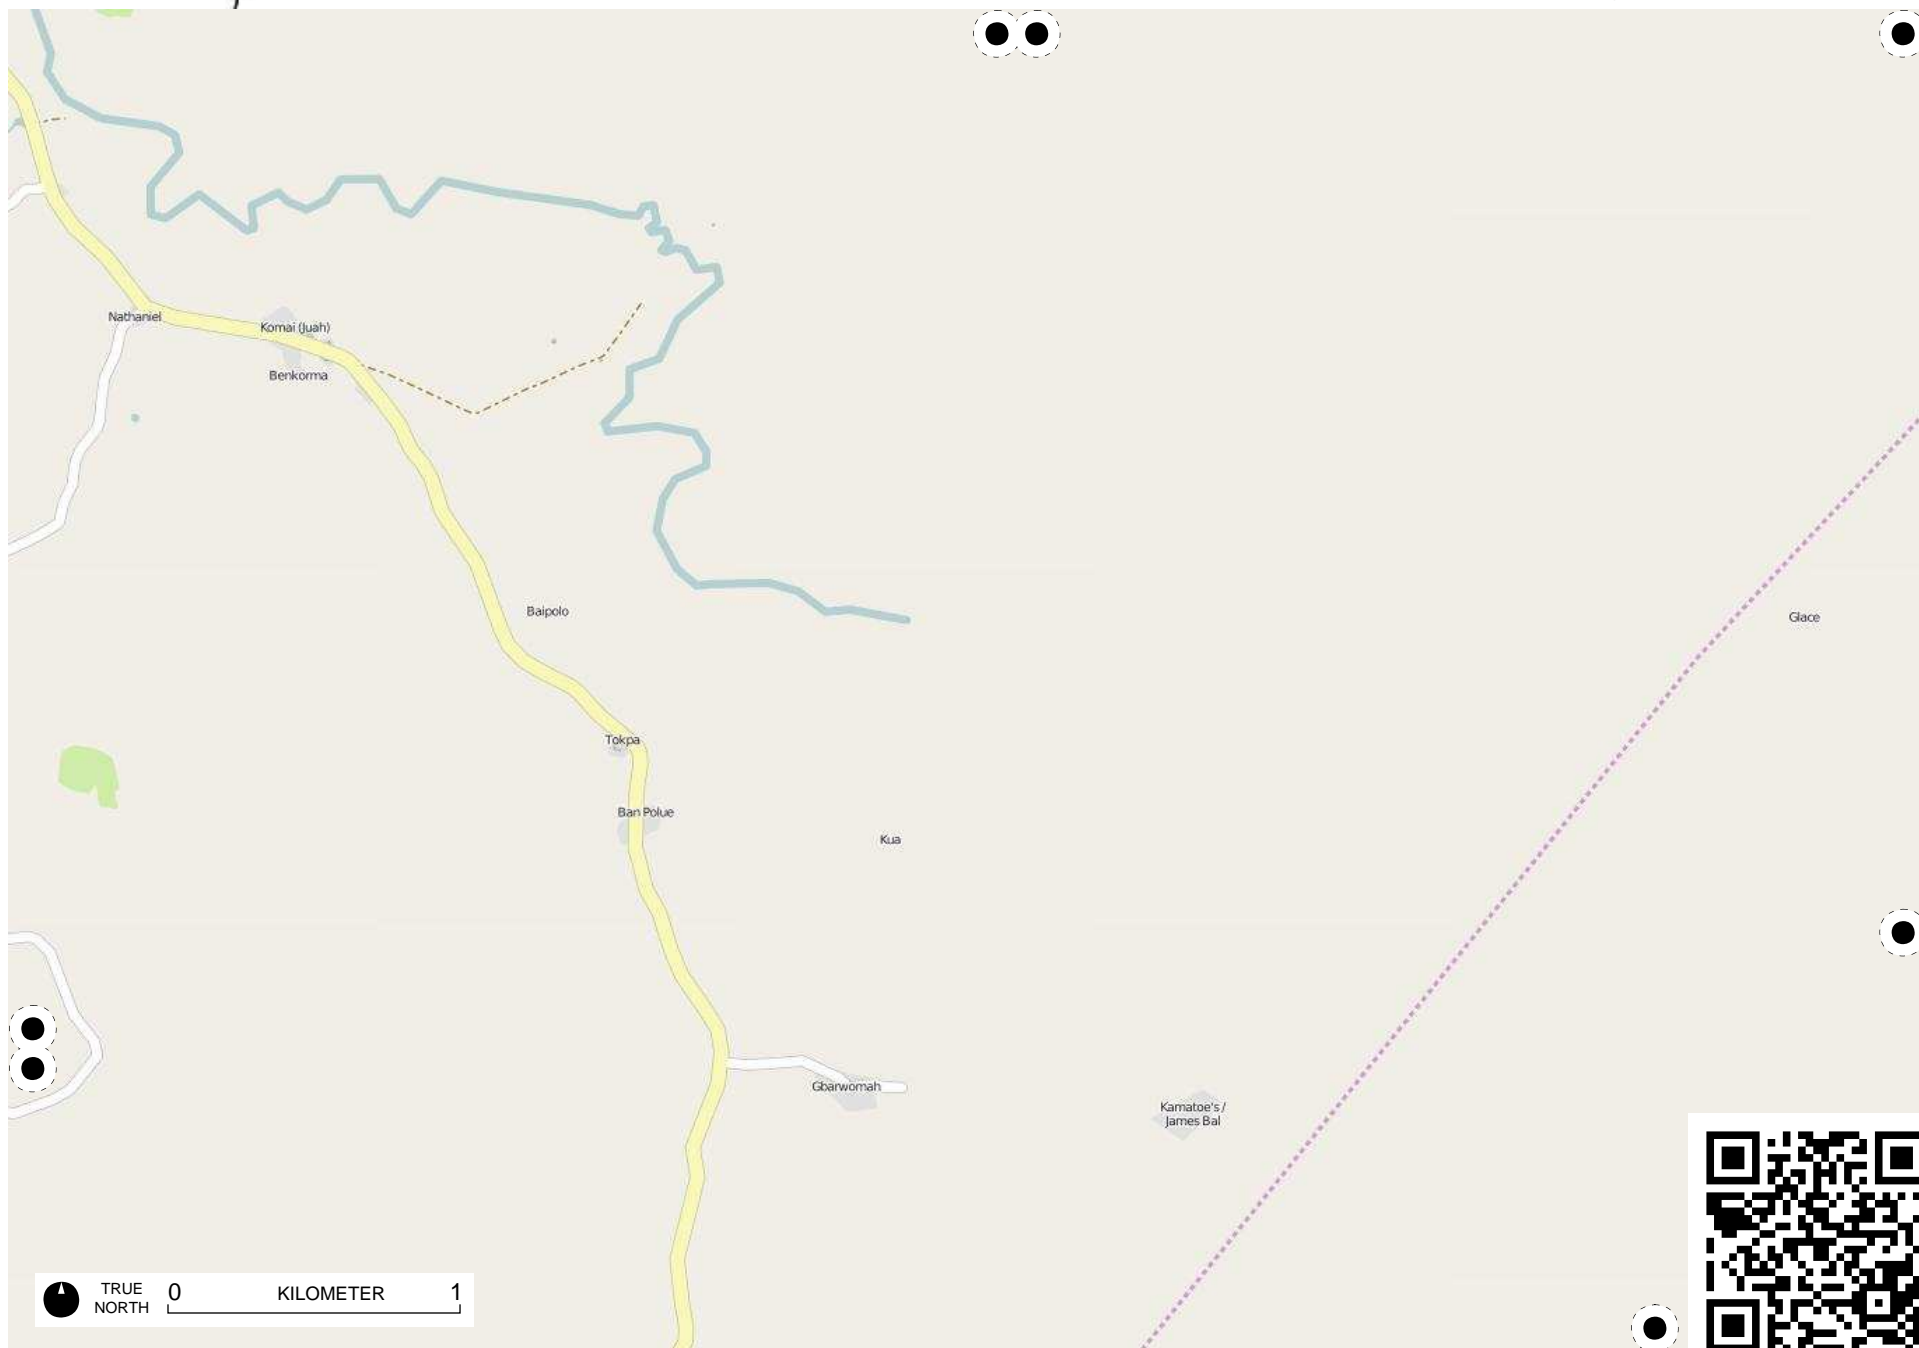 Nathaniel
Komai (Juah)
Benkorma
Baipolo
Glace
Tokpa
Ban Polue
Kua
Gbarwomah
Kamatoe's /
James Bal
TRUE
NORTH
0 KILOMETER 1